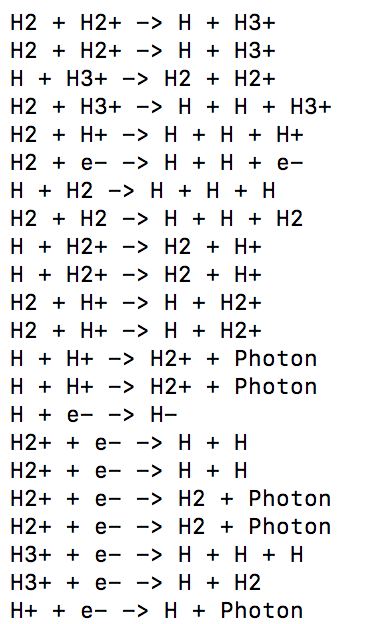 H2 + H2+ -> H + H3+
H2 + H2+ -> H + H3+
H + H3+ -> H2 + H2+
H2 + H3+ -> H + H + H3+
H2 + H+ -> H + H + H+
H2 + e- -> H + H + e-
H + H2 -> H + H + H
H2 + H2 -> H + H + H2
H + H2+ -> H2 + H+
H + H2+ -> H2 + H+
H2 + H+ -> H + H2+
H2 + H+ -> H + H2+
H + H+ -> H2+ + Photon
H + H+ -> H2+ + Photon
H + e- -> H-
H2+ + e- -> H + H
H2+ + e- -> H + H
H2+ + e- -> H2 + Photon
H2+ + e- -> H2 + Photon
H3+ + e- -> H + H + H
H3+ + e- -> H + H2
H+ + e- -> H + Photon